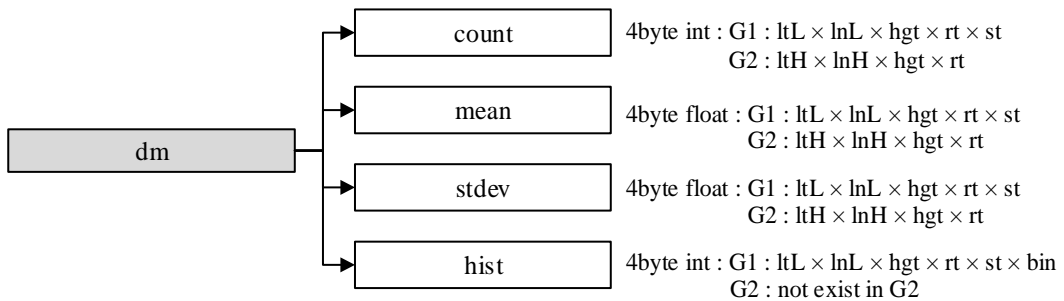 count
4byte int : G1 : ltL × lnL × hgt × rt × st
G2 : ltH × lnH × hgt × rt
mean
4byte float : G1 : ltL × lnL × hgt × rt × st
G2 : ltH × lnH × hgt × rt
dm
stdev
4byte float : G1 : ltL × lnL × hgt × rt × st
G2 : ltH × lnH × hgt × rt
hist
4byte int : G1 : ltL × lnL × hgt × rt × st × bin
G2 : not exist in G2